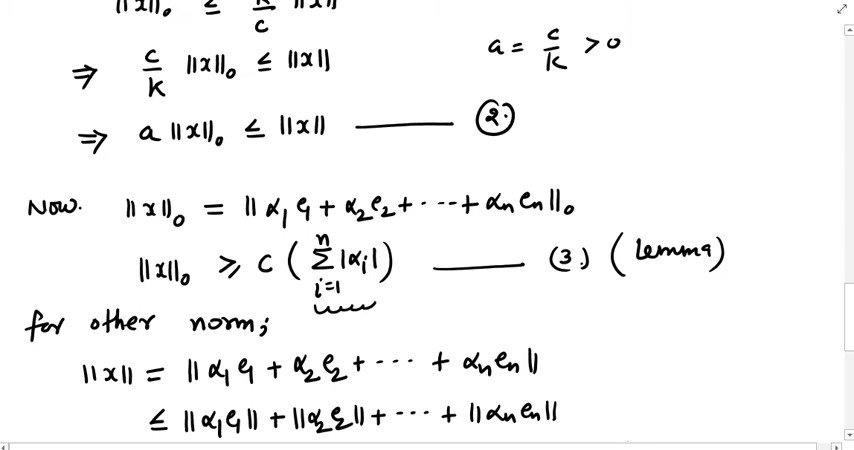 ||x||₀ ≤ k/c ||x||
⇒ c/k ||x||₀ ≤ ||x||     a = c/k > 0
⇒ a ||x||₀ ≤ ||x|| ——— (2.)
Now. ||x||₀ = ||α₁e₁ + α₂e₂ + ··· + αₙeₙ||₀
||x||₀ ≥ C ( ∑ᵢ₌₁ⁿ |αᵢ| ) ——— (3.) (Lemma)
for other norm;
||x|| = ||α₁e₁ + α₂e₂ + ··· + αₙeₙ||
≤ ||α₁e₁|| + ||α₂e₂|| + ··· + ||αₙeₙ||